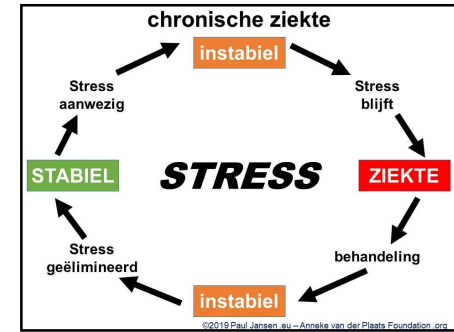 chronische ziekte
instabiel
Stress
aanwezig
Stress
blijft
STABIEL
STRESS
ZIEKTE
Stress
geëlimineerd
behandeling
instabiel
©2019 Paul Jansen .eu – Anneke van der Plaats Foundation .org